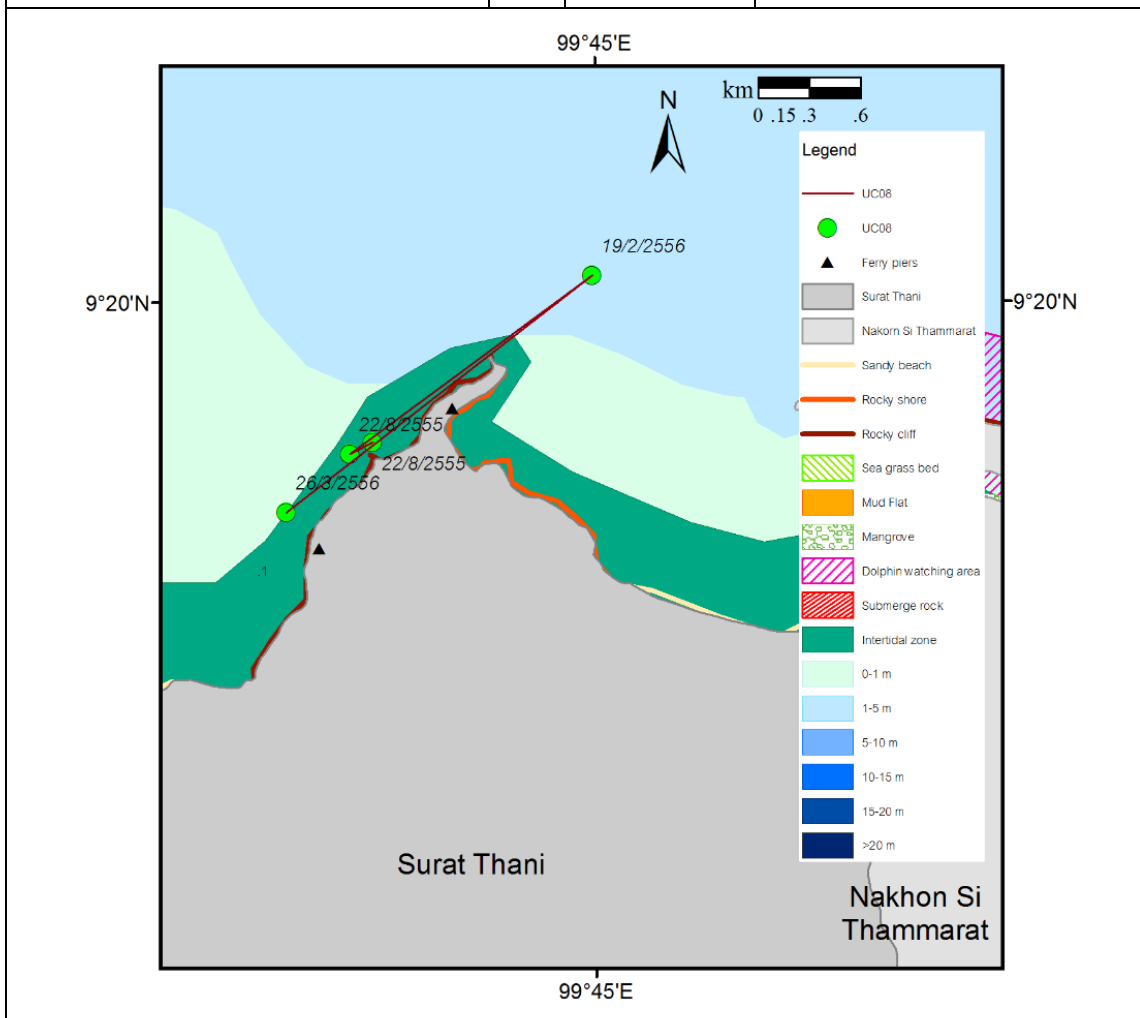 99°45'E
km
0 .15 .3 .6
N
Legend
UC08
UC08
Ferry piers
Surat Thani
Nakorn Si Thammarat
Sandy beach
Rocky shore
Rocky cliff
Sea grass bed
Mud Flat
Mangrove
Dolphin watching area
Submerge rock
Intertidal zone
0-1 m
1-5 m
5-10 m
10-15 m
15-20 m
>20 m
19/2/2556
9°20'N
9°20'N
22/8/2555
22/8/2555
26/3/2556
.1
Surat Thani
Nakhon Si
Thammarat
99°45'E